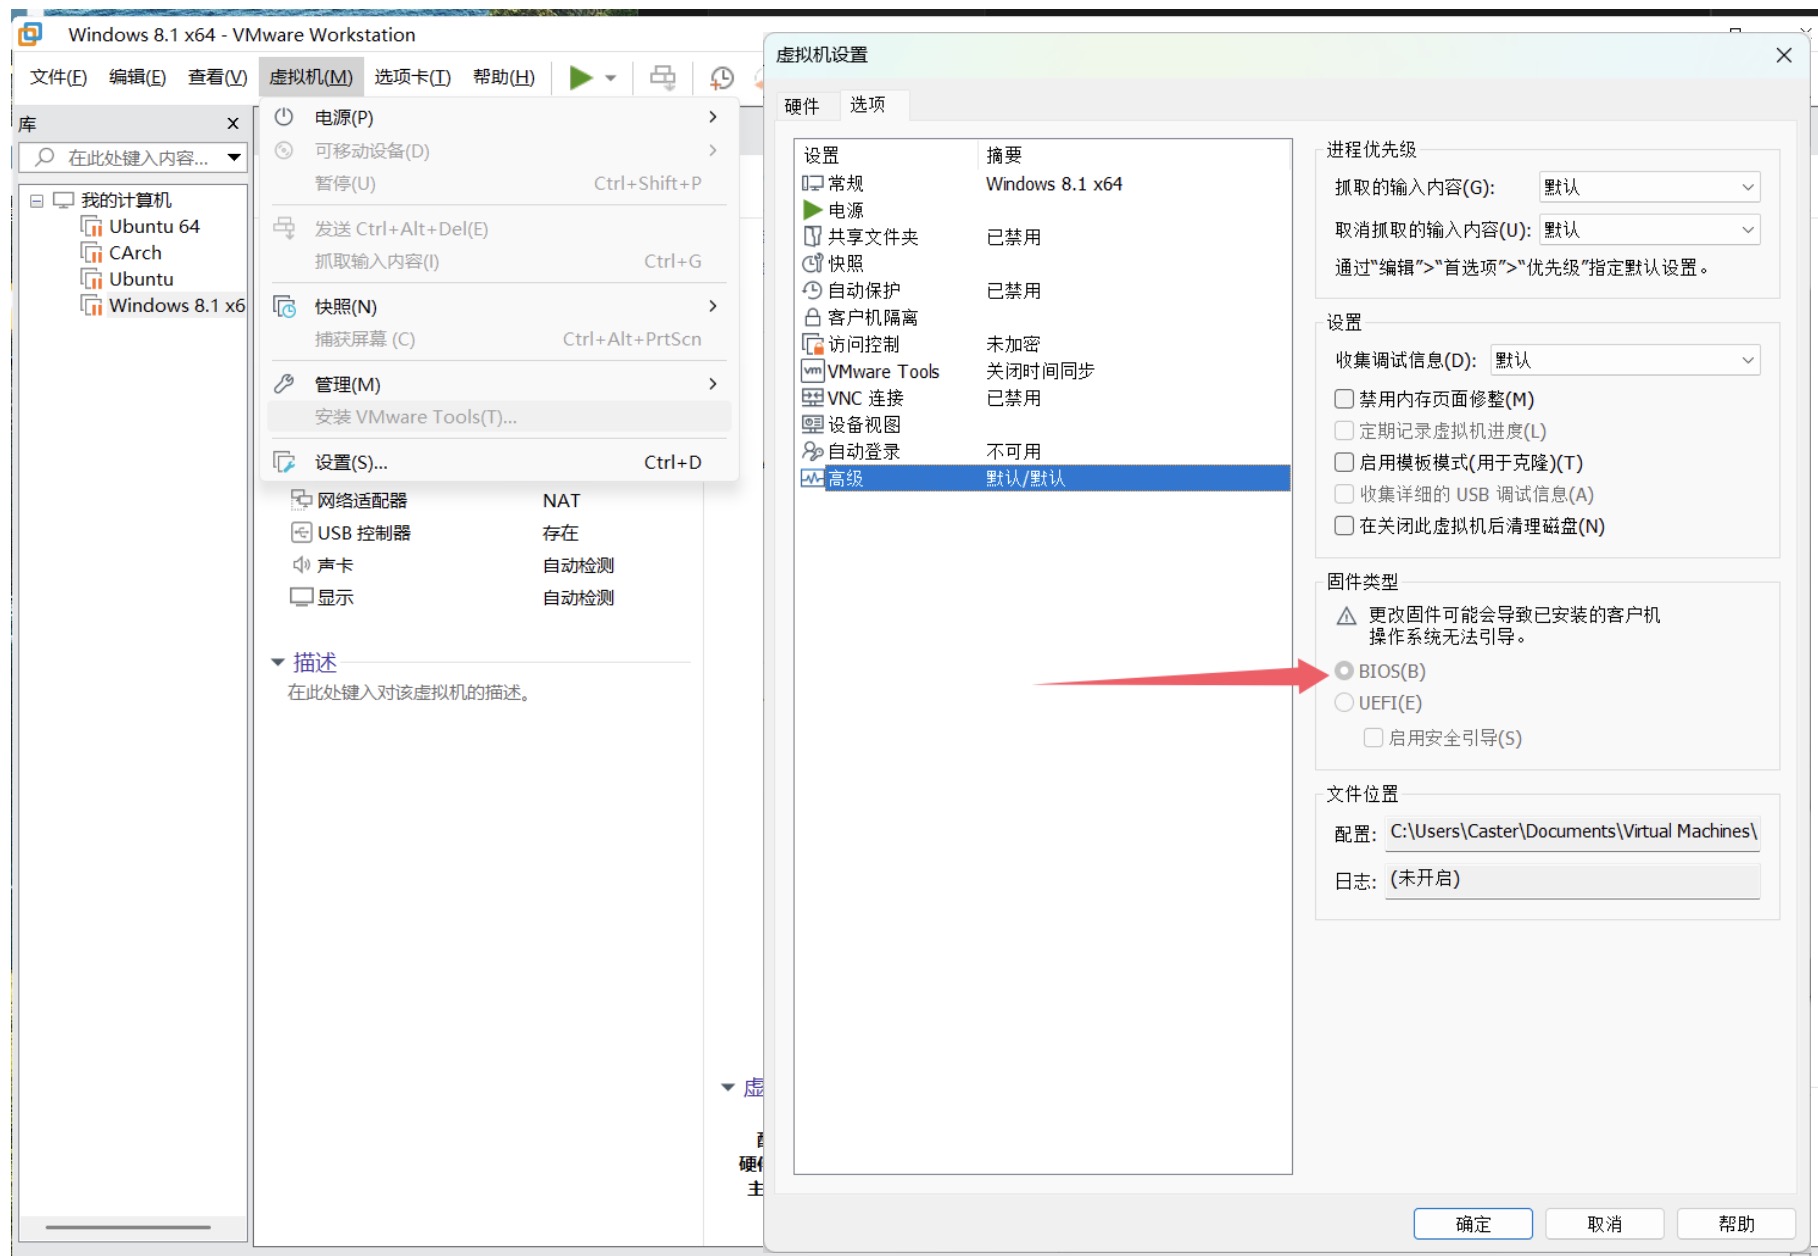 Windows 8.1 x64 - VMware Workstation
文件(F) 编辑(E) 查看(V) 虚拟机(M) 选项卡(T) 帮助(H)
库
在此处键入内容...
我的计算机
Ubuntu 64
CArch
Ubuntu
Windows 8.1 x6
电源(P)
可移动设备(D)
暂停(U) Ctrl+Shift+P
发送 Ctrl+Alt+Del(E)
抓取输入内容(I) Ctrl+G
快照(N)
捕获屏幕 (C) Ctrl+Alt+PrtScn
管理(M)
安装 VMware Tools(T)...
设置(S)... Ctrl+D
网络适配器 NAT
USB 控制器 存在
声卡 自动检测
显示 自动检测
描述
在此处键入对该虚拟机的描述。
虚
硬件
主
虚拟机设置
硬件 选项
设置 摘要
常规 Windows 8.1 x64
电源
共享文件夹 已禁用
快照
自动保护 已禁用
客户机隔离
访问控制 未加密
vm VMware Tools 关闭时间同步
VNC 连接 已禁用
设备视图
自动登录 不可用
高级 默认/默认
进程优先级
抓取的输入内容(G): 默认
取消抓取的输入内容(U): 默认
通过“编辑”>“首选项”>“优先级”指定默认设置。
设置
收集调试信息(D): 默认
禁用内存页面修整(M)
定期记录虚拟机进度(L)
启用模板模式(用于克隆)(T)
收集详细的 USB 调试信息(A)
在关闭此虚拟机后清理磁盘(N)
固件类型
更改固件可能会导致已安装的客户机
操作系统无法引导。
BIOS(B)
UEFI(E)
启用安全引导(S)
文件位置
配置: C:\Users\Caster\Documents\Virtual Machines\
日志: (未开启)
确定 取消 帮助